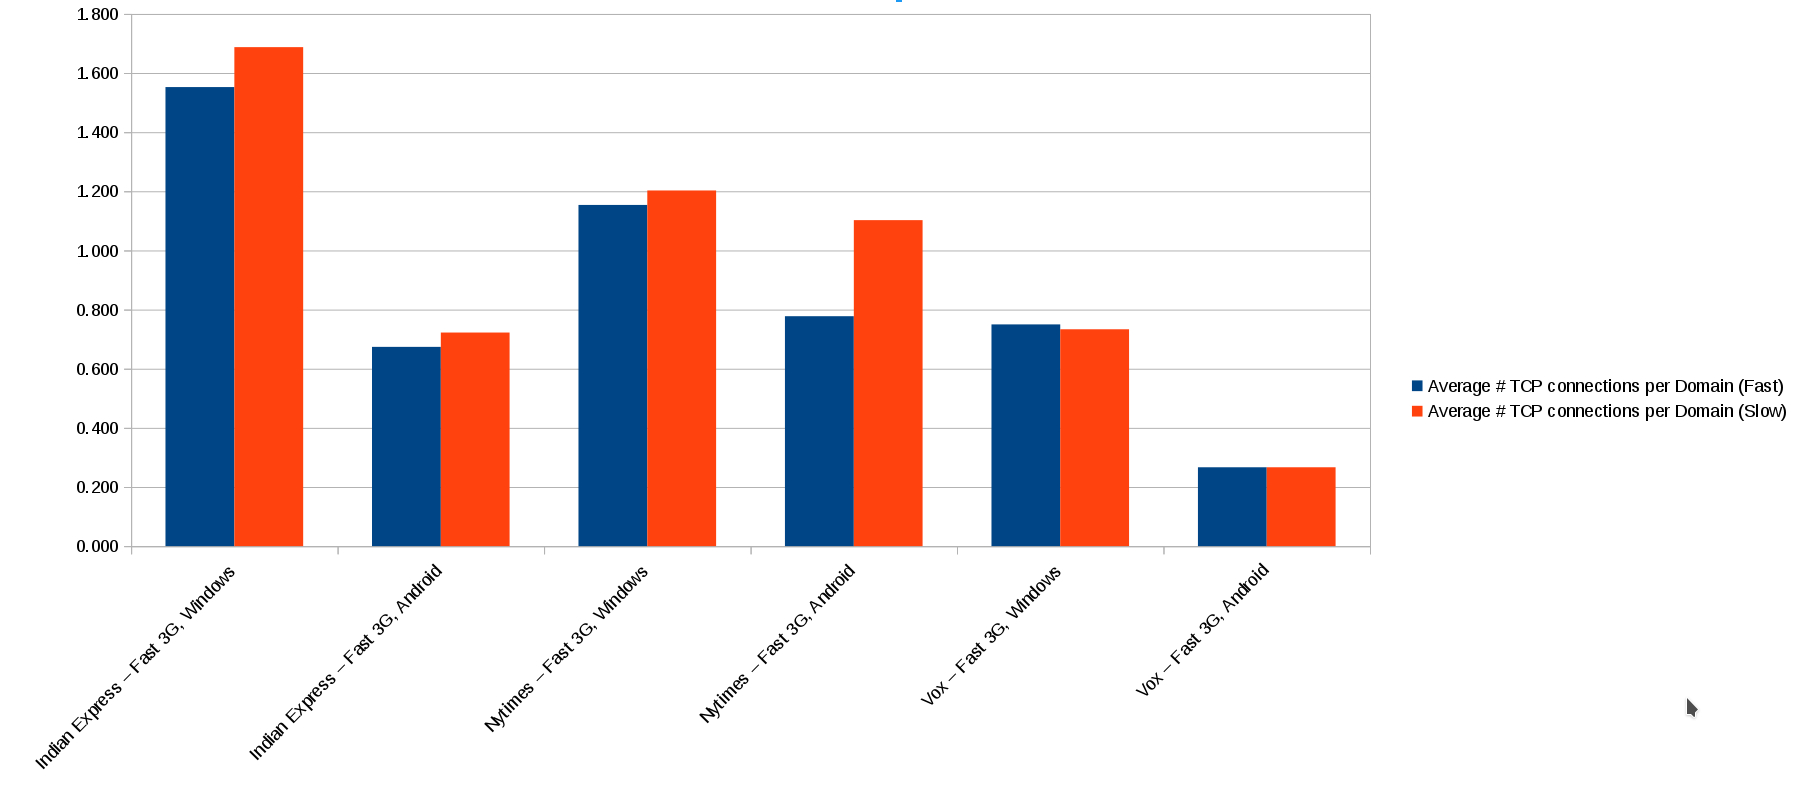 1.800
1.600
1.400
1.200
1.000
0.800
0.600
0.400
0.200
0.000
Indian Express – Fast 3G, Windows
Indian Express – Fast 3G, Android
Nytimes – Fast 3G, Windows
Nytimes – Fast 3G, Android
Vox – Fast 3G, Windows
Vox – Fast 3G, Android
Average # TCP connections per Domain (Fast)
Average # TCP connections per Domain (Slow)